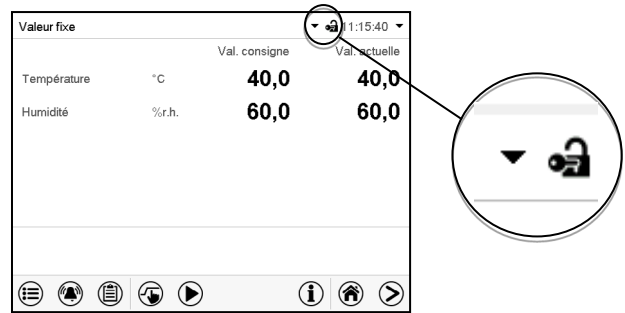 Valeur fixe 11:15:40
Val. consigne Val. actuelle
Température °C 40,0 40,0
Humidité %r.h. 60,0 60,0